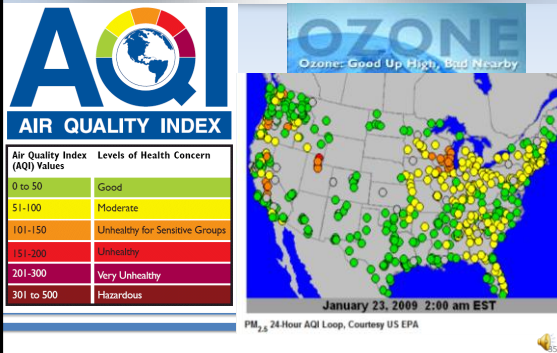 AQI
AIR QUALITY INDEX
Air Quality Index
(AQI) Values
Levels of Health Concern
0 to 50
Good
51-100
Moderate
101-150
Unhealthy for Sensitive Groups
151-200
Unhealthy
201-300
Very Unhealthy
301 to 500
Hazardous
OZONE
Ozone: Good Up High, Bad Nearby
January 23, 2009 2:00 am EST
PM2.5 24-Hour AQI Loop, Courtesy US EPA